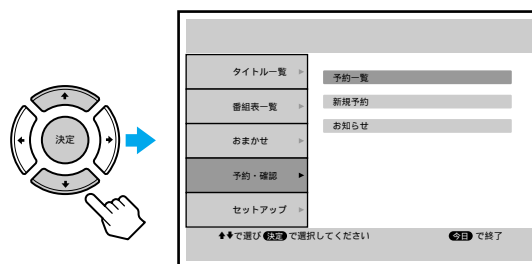 決定
タイトル一覧
番組表一覧
おまかせ
予約・確認
セットアップ
予約一覧
新規予約
お知らせ
で選び 決定 で選択してください
今日 で終了